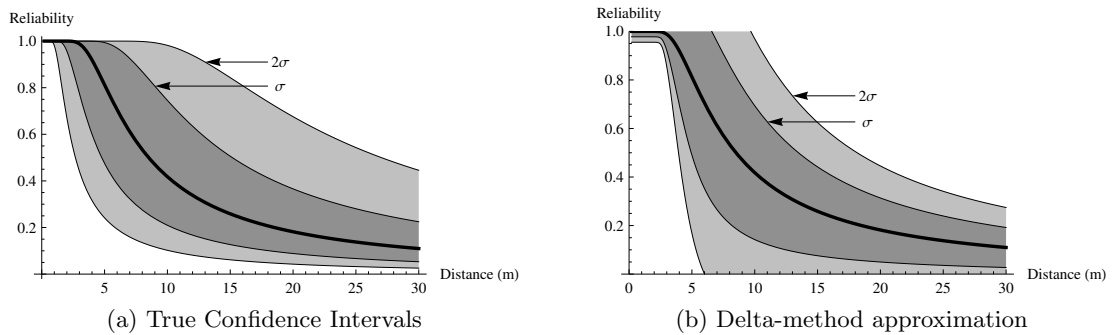 Reliability
1.0
0.8
0.6
0.4
0.2
2σ
σ
5
10
15
20
25
30
Distance (m)
(a) True Confidence Intervals
Reliability
1.0
0.8
0.6
0.4
0.2
2σ
σ
0
5
10
15
20
25
30
Distance (m)
(b) Delta-method approximation